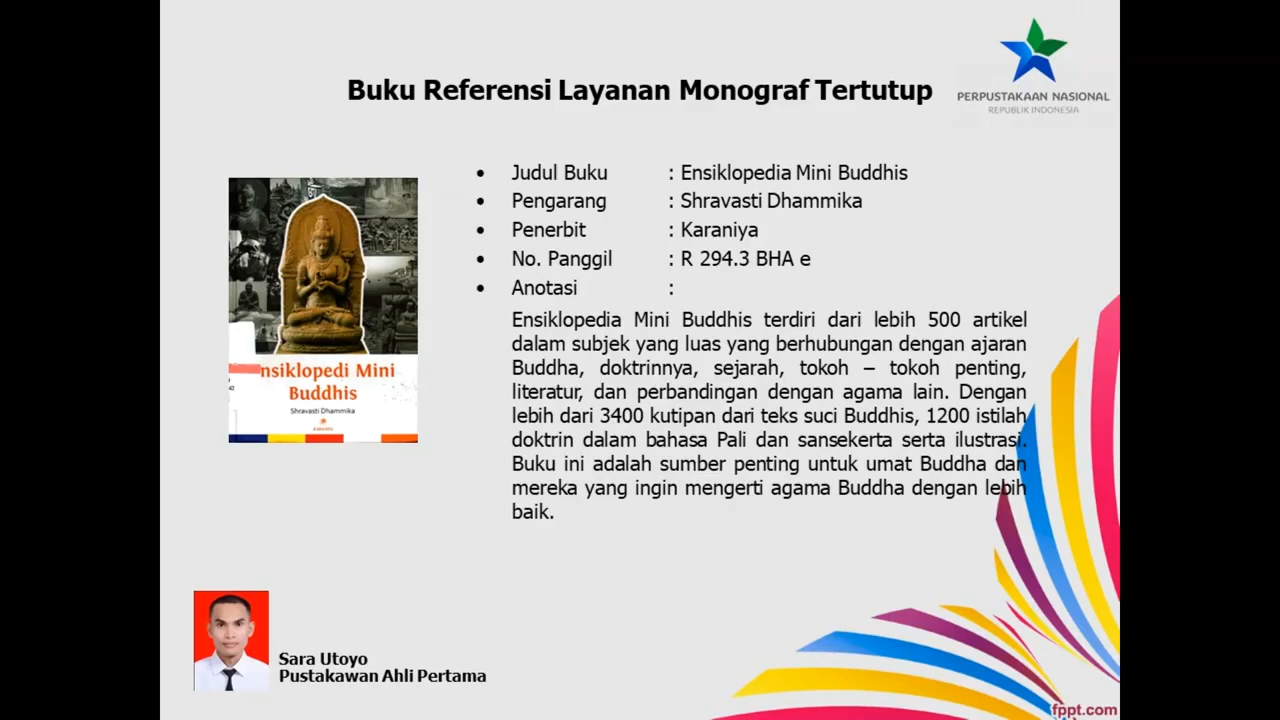 Buku Referensi Layanan Monograf Tertutup
PERPUSTAKAAN NASIONAL
REPUBLIK INDONESIA
• Judul Buku : Ensiklopedia Mini Buddhis
• Pengarang : Shravasti Dhammika
• Penerbit : Karaniya
• No. Panggil : R 294.3 BHA e
• Anotasi :
Ensiklopedia Mini Buddhis terdiri dari lebih 500 artikel
dalam subjek yang luas yang berhubungan dengan ajaran
Buddha, doktrinnya, sejarah, tokoh – tokoh penting,
literatur, dan perbandingan dengan agama lain. Dengan
lebih dari 3400 kutipan dari teks suci Buddhis, 1200 istilah
doktrin dalam bahasa Pali dan sansekerta serta ilustrasi.
Buku ini adalah sumber penting untuk umat Buddha dan
mereka yang ingin mengerti agama Buddha dengan lebih
baik.
nsiklopedi Mini
Buddhis
Shravasti Dhammika
Sara Utoyo
Pustakawan Ahli Pertama
fppt.com